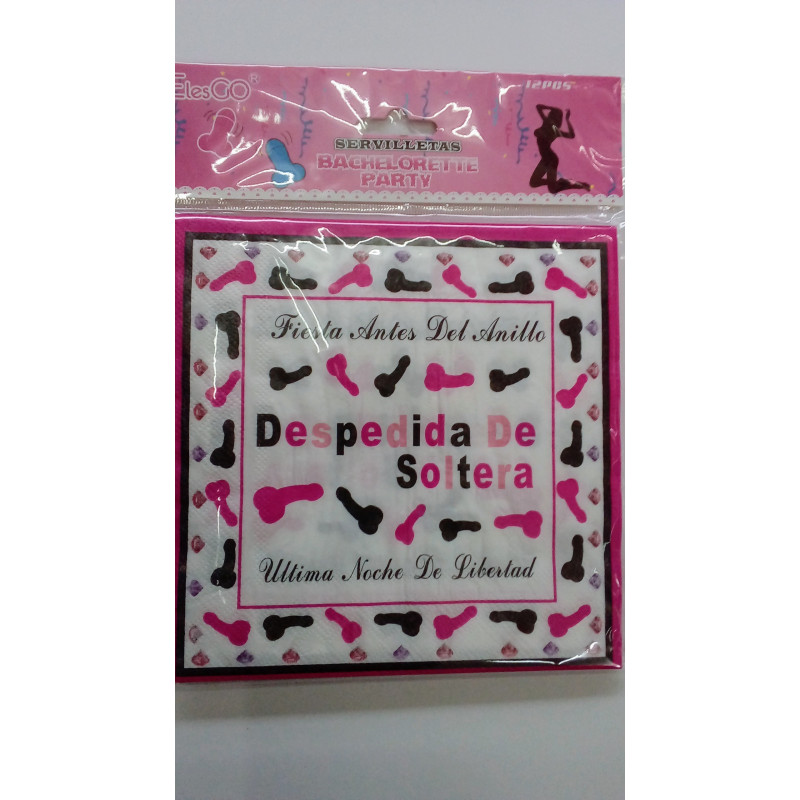 ElesGO®
12PCS
SERVILLETAS
BACHELORETTE
PARTY
Fiesta Antes Del Anillo
Despedida De
Soltera
Ultima Noche De Libertad